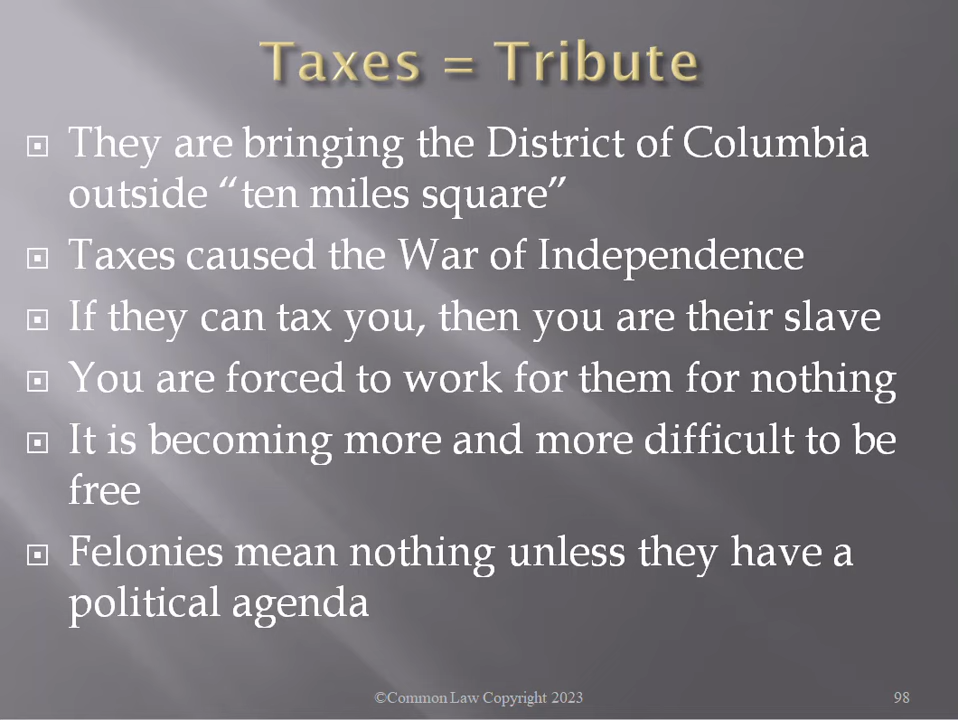 Taxes = Tribute
They are bringing the District of Columbia
outside “ten miles square”
Taxes caused the War of Independence
If they can tax you, then you are their slave
You are forced to work for them for nothing
It is becoming more and more difficult to be
free
Felonies mean nothing unless they have a
political agenda
©Common Law Copyright 2023
98